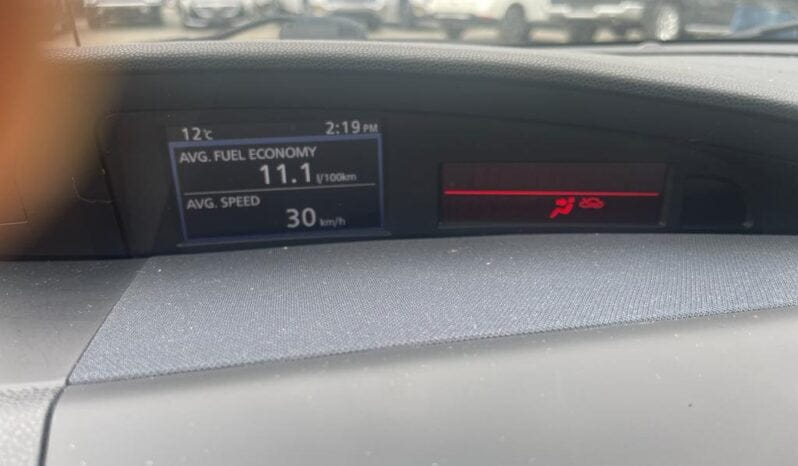 12°C 2:19 PM
AVG. FUEL ECONOMY
11.1 l/100km
AVG. SPEED
30 km/h